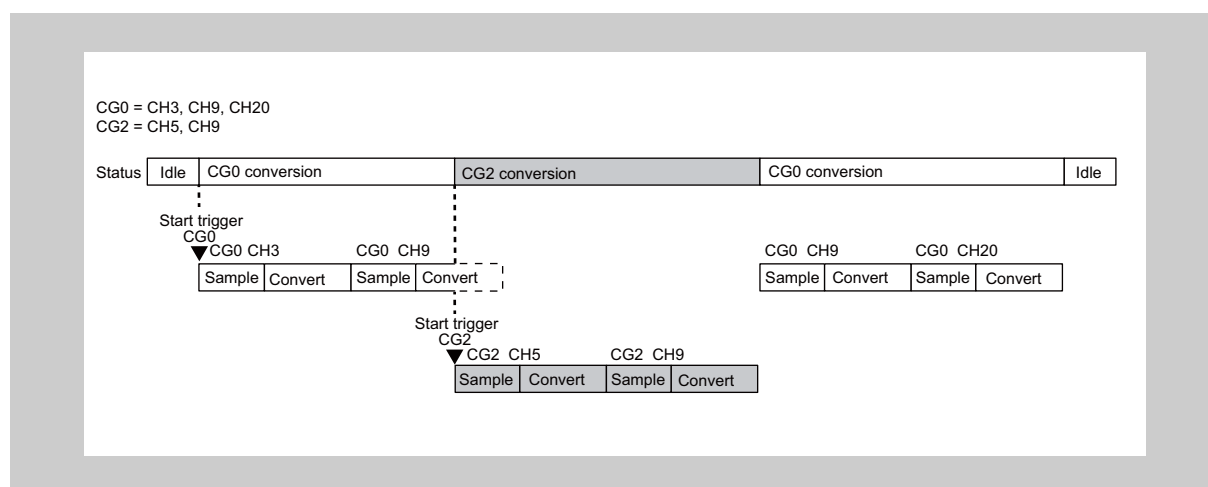 CG0 = CH3, CH9, CH20
CG2 = CH5, CH9
Status Idle CG0 conversion CG2 conversion CG0 conversion Idle
Start trigger
CG0
CG0 CH3 CG0 CH9 CG0 CH9 CG0 CH20
Sample Convert Sample Convert Sample Convert Sample Convert
Start trigger
CG2
CG2 CH5 CG2 CH9
Sample Convert Sample Convert